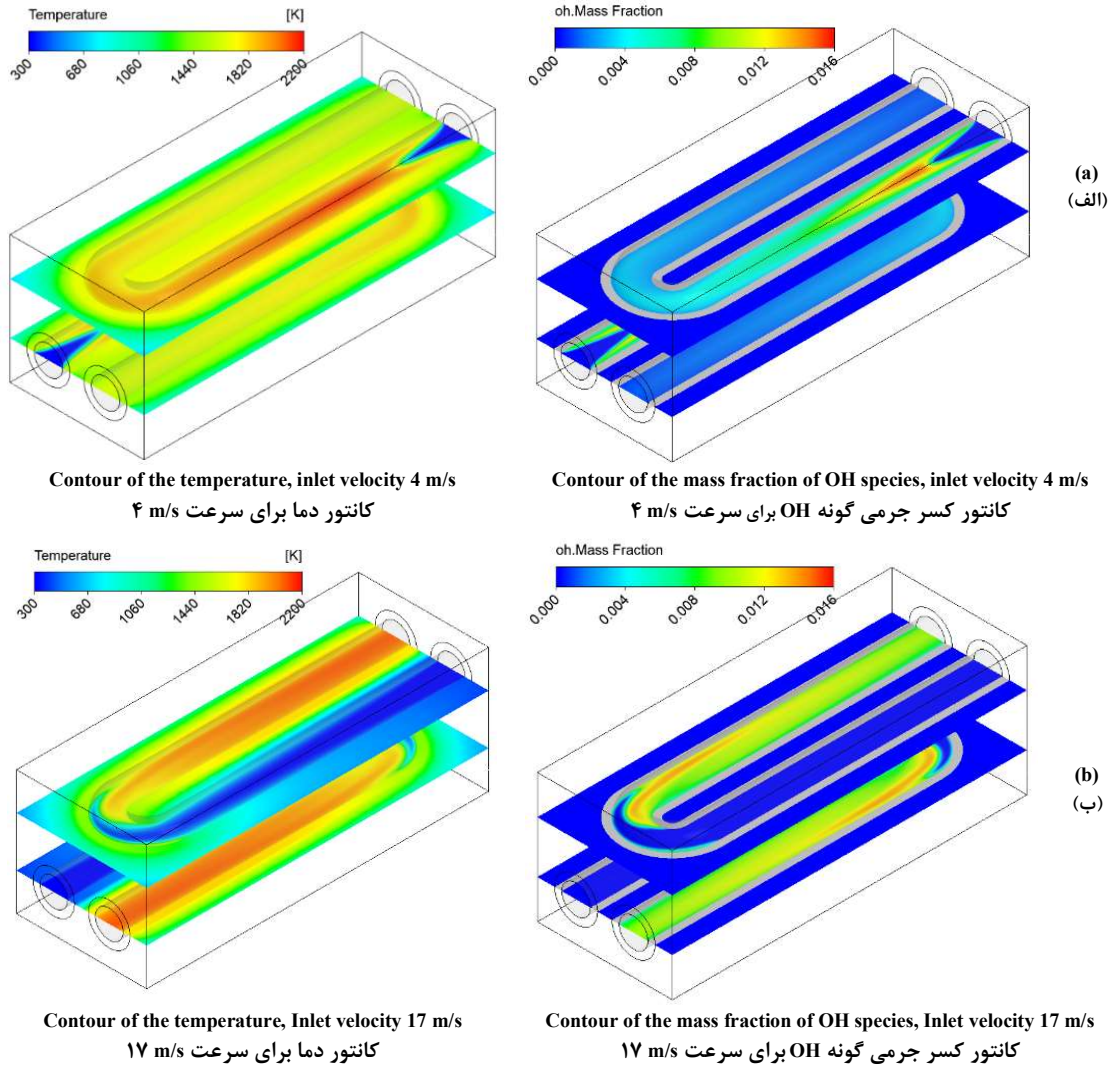 Temperature [K]
300 680 1060 1440 1820 2200
oh.Mass Fraction
0.000 0.004 0.008 0.012 0.016
(a)
(الف)
Contour of the temperature, inlet velocity 4 m/s
کانتور دما برای سرعت ۴ m/s
Contour of the mass fraction of OH species, inlet velocity 4 m/s
کانتور کسر جرمی گونه OH برای سرعت ۴ m/s
Temperature [K]
300 680 1060 1440 1820 2200
oh.Mass Fraction
0.000 0.004 0.008 0.012 0.016
(b)
(ب)
Contour of the temperature, Inlet velocity 17 m/s
کانتور دما برای سرعت ۱۷ m/s
Contour of the mass fraction of OH species, Inlet velocity 17 m/s
کانتور کسر جرمی گونه OH برای سرعت ۱۷ m/s